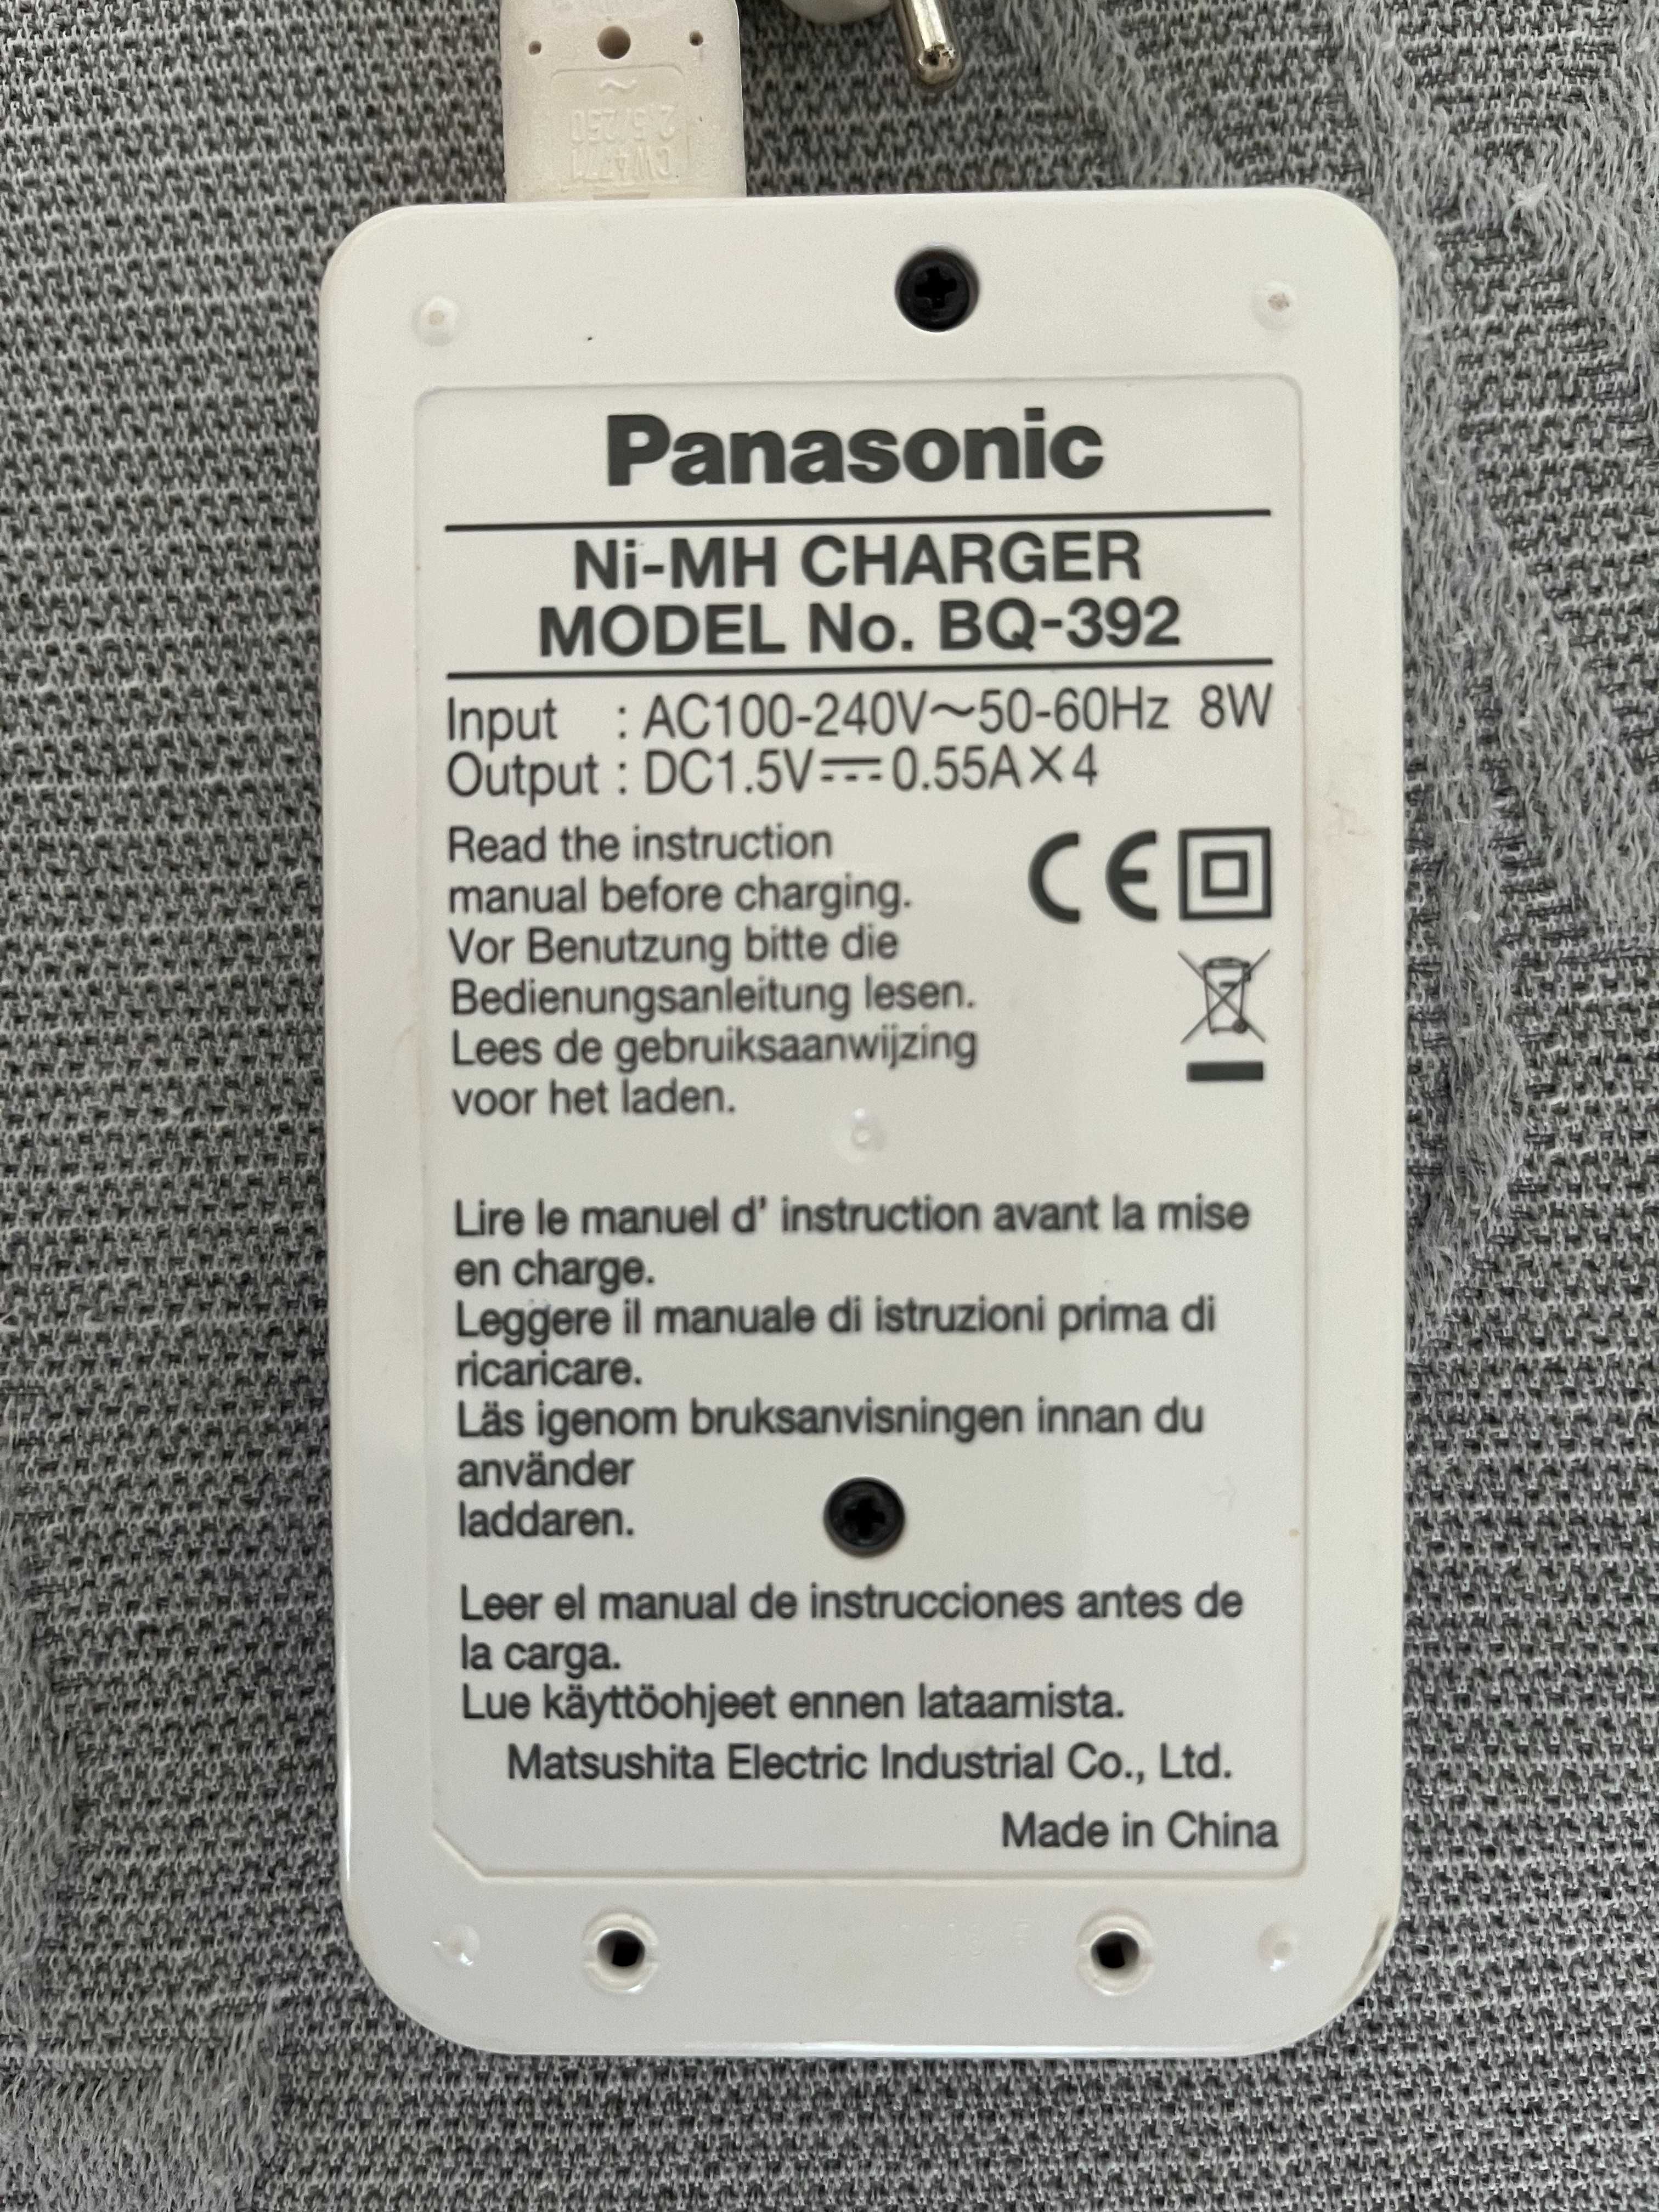 ~
2.5/250
CW4771
Panasonic
Ni-MH CHARGER
MODEL No. BQ-392
Input : AC100-240V～50-60Hz 8W
Output : DC1.5V⎓0.55A×4
Read the instruction
manual before charging.
CE
Vor Benutzung bitte die
Bedienungsanleitung lesen.
Lees de gebruiksaanwijzing
voor het laden.
Lire le manuel d' instruction avant la mise
en charge.
Leggere il manuale di istruzioni prima di
ricaricare.
Läs igenom bruksanvisningen innan du
använder
laddaren.
Leer el manual de instrucciones antes de
la carga.
Lue käyttöohjeet ennen lataamista.
Matsushita Electric Industrial Co., Ltd.
Made in China